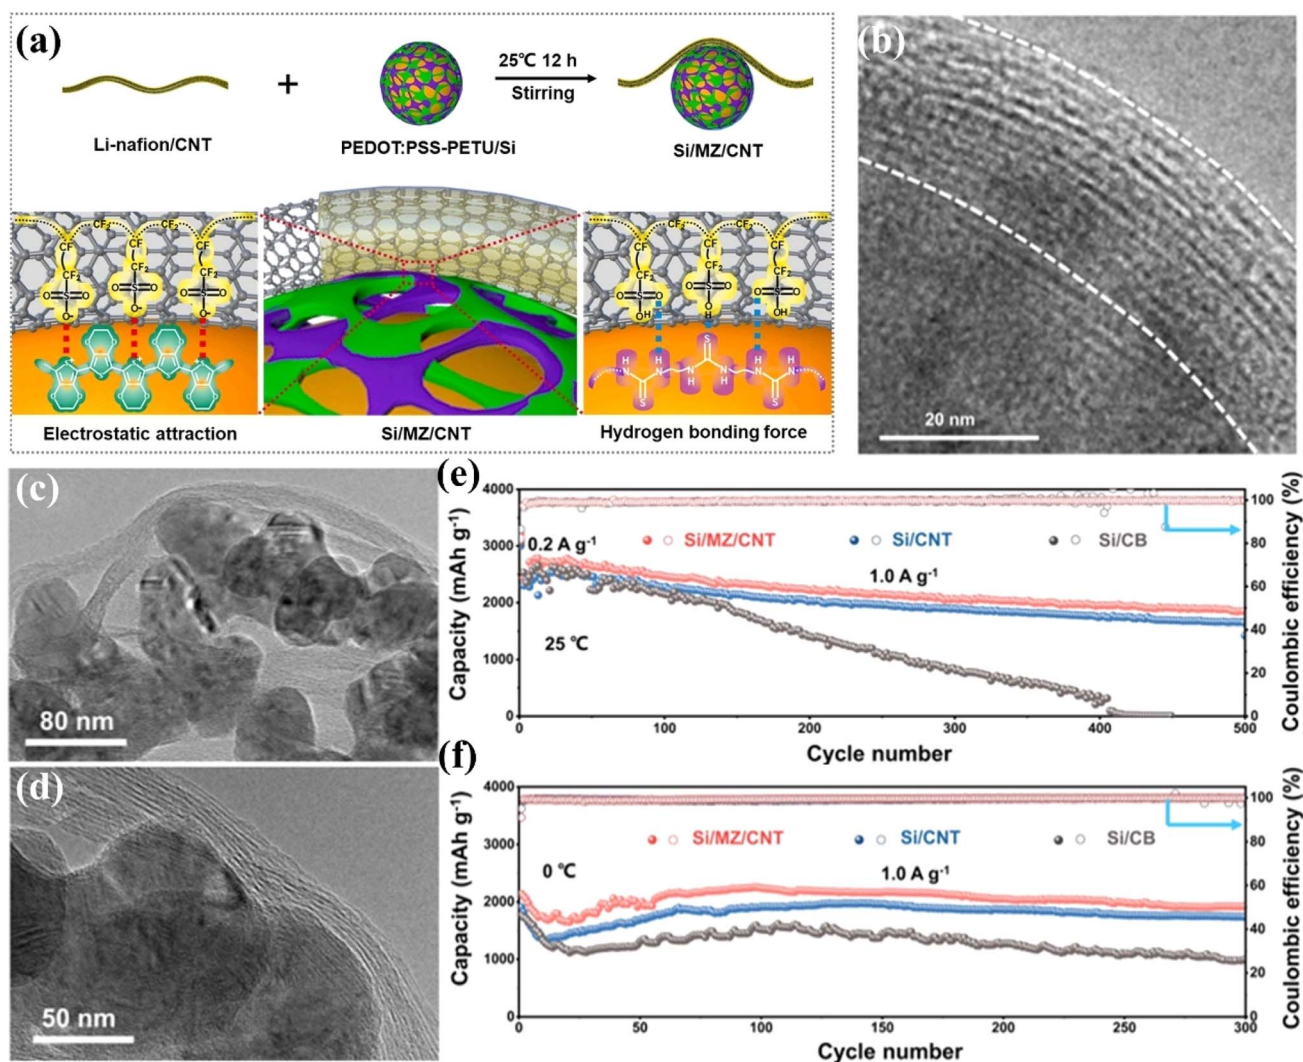 (a)
25℃ 12 h
+
Stirring
Li-nafion/CNT
PEDOT:PSS-PETU/Si
Si/MZ/CNT
CF₂ CF₂
CF CF CF
CF₂ CF₂ CF₂
O S O O S O O S O
O⁻ O⁻ O⁻
CF₂ CF₂
CF CF CF
CF₂ CF₂ CF₂
O S O O S O O S O
OH O H OH
S
H H H H
N N N N N N
H H
S S
Electrostatic attraction
Si/MZ/CNT
Hydrogen bonding force
(b)
20 nm
(c)
80 nm
(d)
50 nm
(e)
4000
3000
2000
1000
0
Capacity (mAh g⁻¹)
0.2 A g⁻¹
Si/MZ/CNT
Si/CNT
Si/CB
1.0 A g⁻¹
25 ℃
100
80
60
40
20
0
Coulombic efficiency (%)
0 100 200 300 400 500
Cycle number
(f)
4000
3000
2000
1000
0
Capacity (mAh g⁻¹)
Si/MZ/CNT
Si/CNT
Si/CB
0 ℃
1.0 A g⁻¹
100
80
60
40
20
0
Coulombic efficiency (%)
0 50 100 150 200 250 300
Cycle number